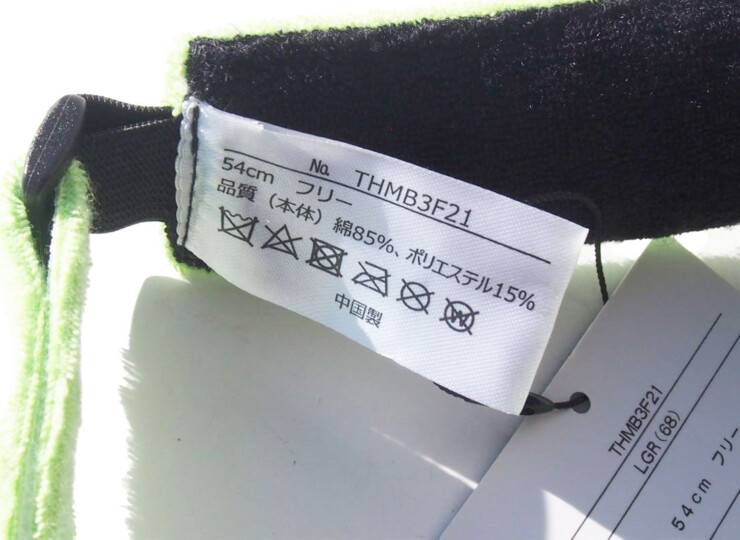 No. THMB3F21
54cm フリー
品質（本体）綿85%、ポリエステル15%
中国製
THMB3F21
LGR(68)
54cm フリー